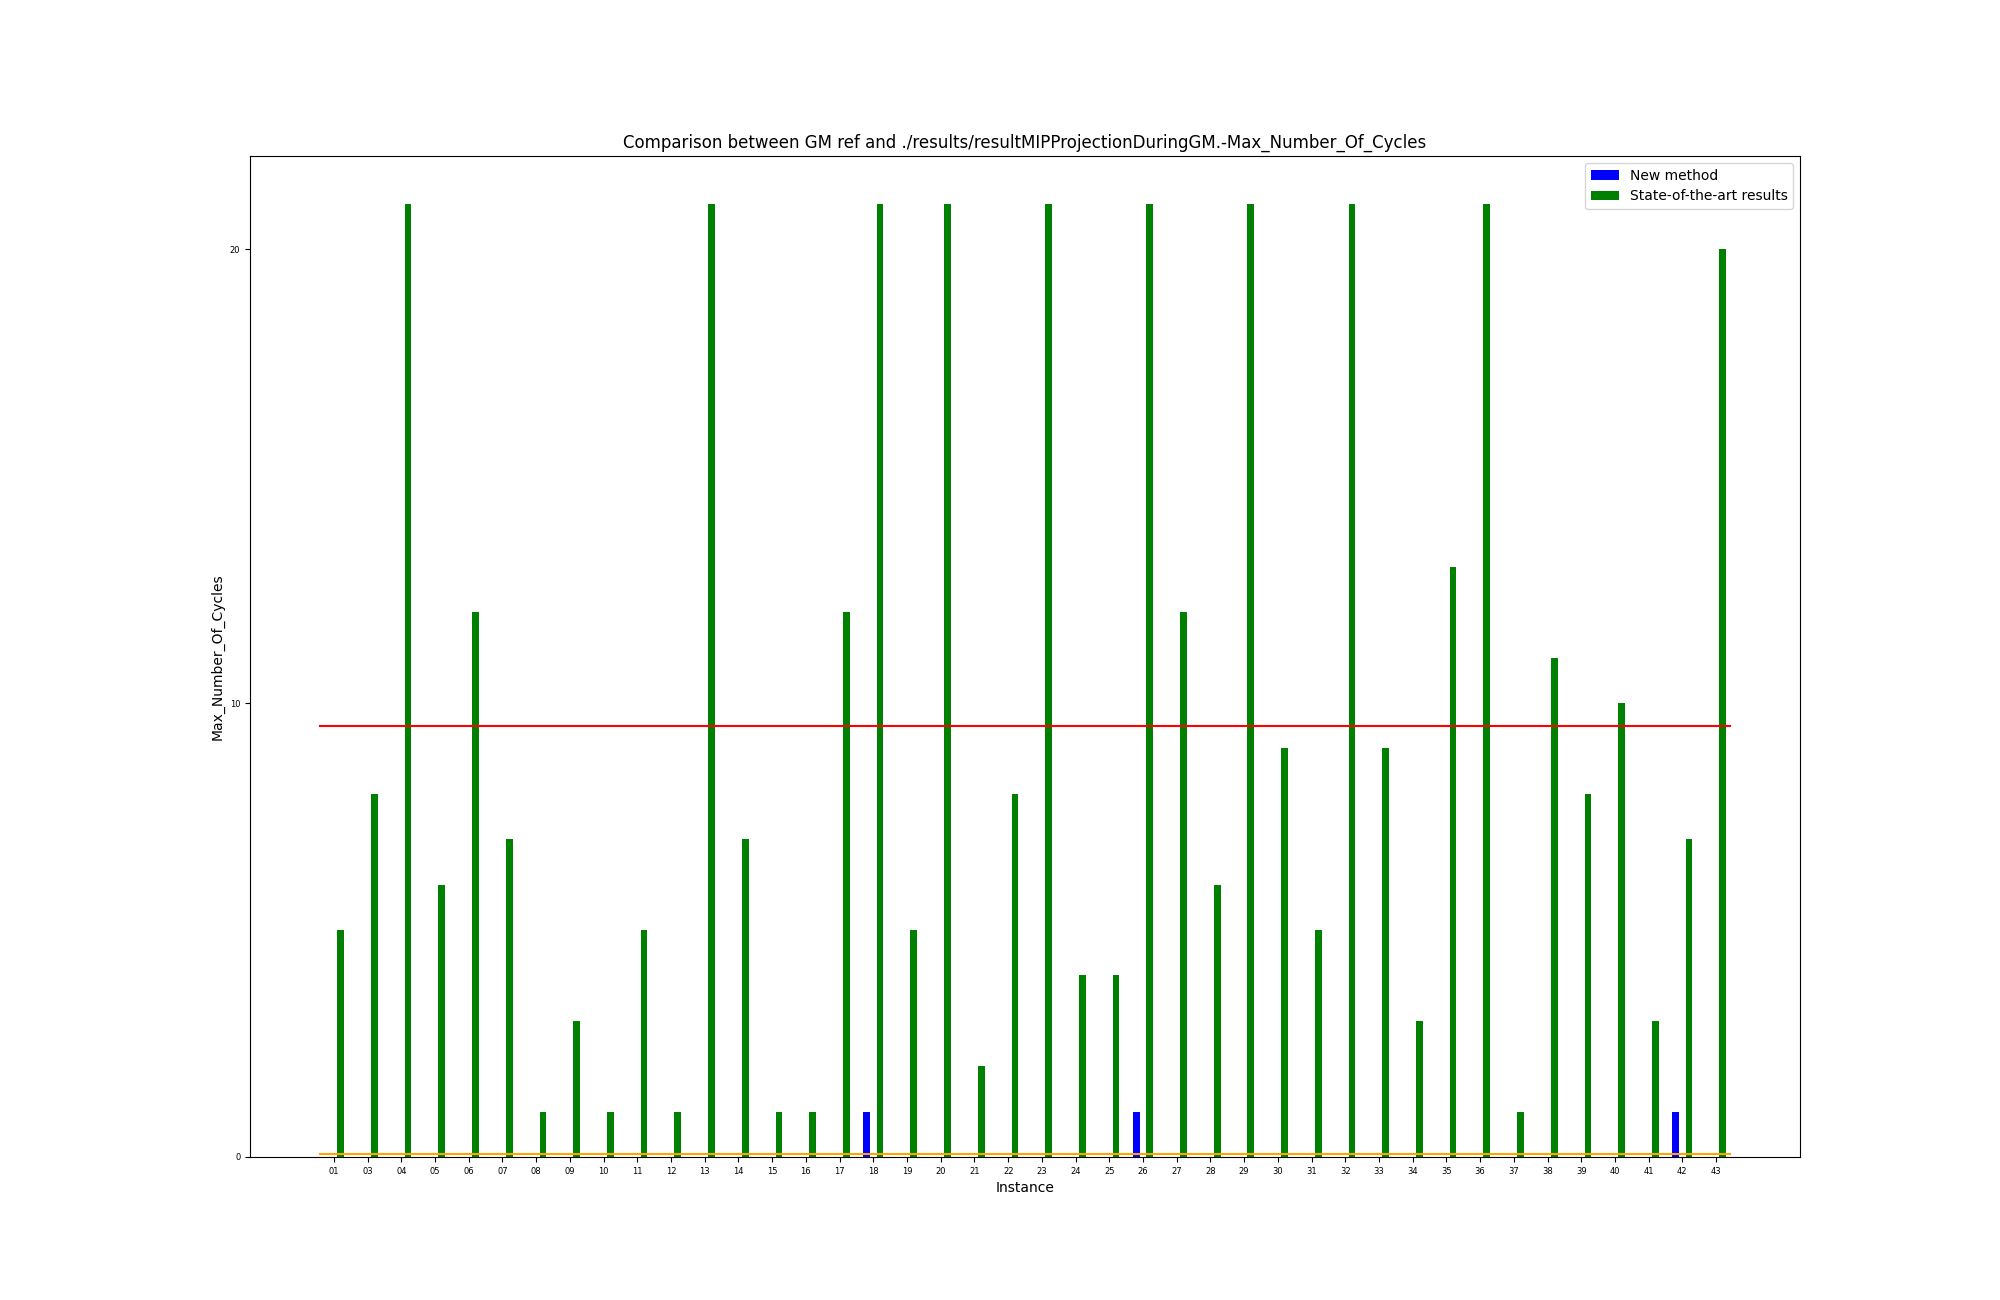 Comparison between GM ref and ./results/resultMIPProjectionDuringGM.-Max_Number_Of_Cycles
New method
State-of-the-art results
20
10
0
Max_Number_Of_Cycles
01 03 04 05 06 07 08 09 10 11 12 13 14 15 16 17 18 19 20 21 22 23 24 25 26 27 28 29 30 31 32 33 34 35 36 37 38 39 40 41 42 43
Instance